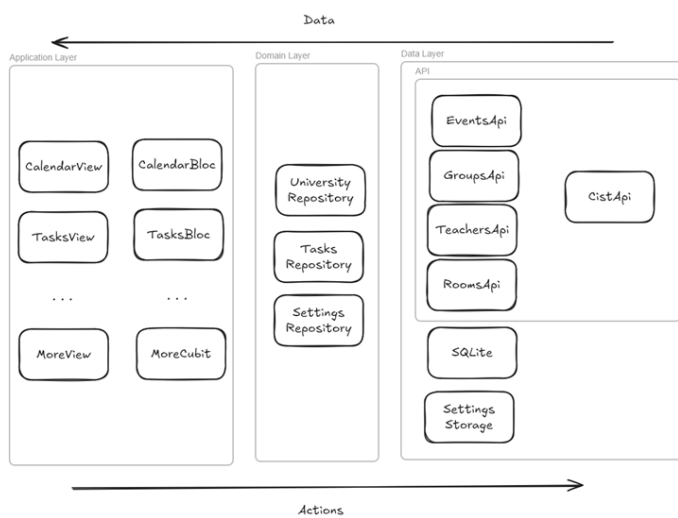 Data
Application Layer
Domain Layer
Data Layer
API
CalendarView
CalendarBloc
TasksView
TasksBloc
...
...
MoreView
MoreCubit
University
Repository
Tasks
Repository
Settings
Repository
EventsApi
GroupsApi
TeachersApi
RoomsApi
CistApi
SQLite
Settings
Storage
Actions